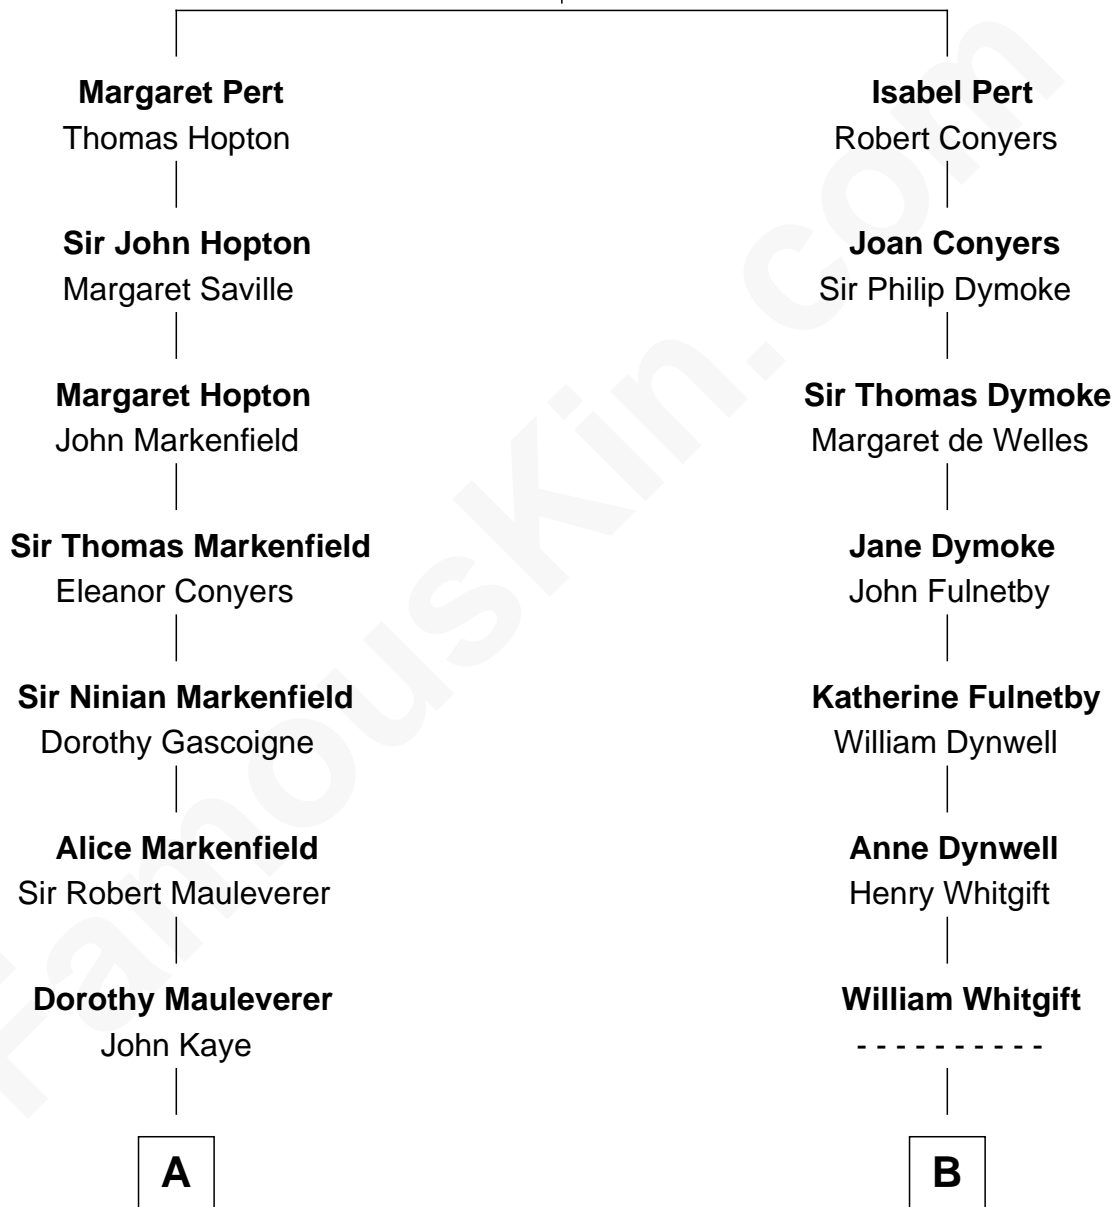 Margaret Pert
Thomas Hopton
Isabel Pert
Robert Conyers
Sir John Hopton
Margaret Saville
Joan Conyers
Sir Philip Dymoke
Margaret Hopton
John Markenfield
Sir Thomas Dymoke
Margaret de Welles
Sir Thomas Markenfield
Eleanor Conyers
Jane Dymoke
John Fulnetby
Sir Ninian Markenfield
Dorothy Gascoigne
Katherine Fulnetby
William Dynwell
Alice Markenfield
Sir Robert Mauleverer
Anne Dynwell
Henry Whitgift
Dorothy Mauleverer
John Kaye
William Whitgift
- - - - - - - - - -
A
B
FamousKin.com